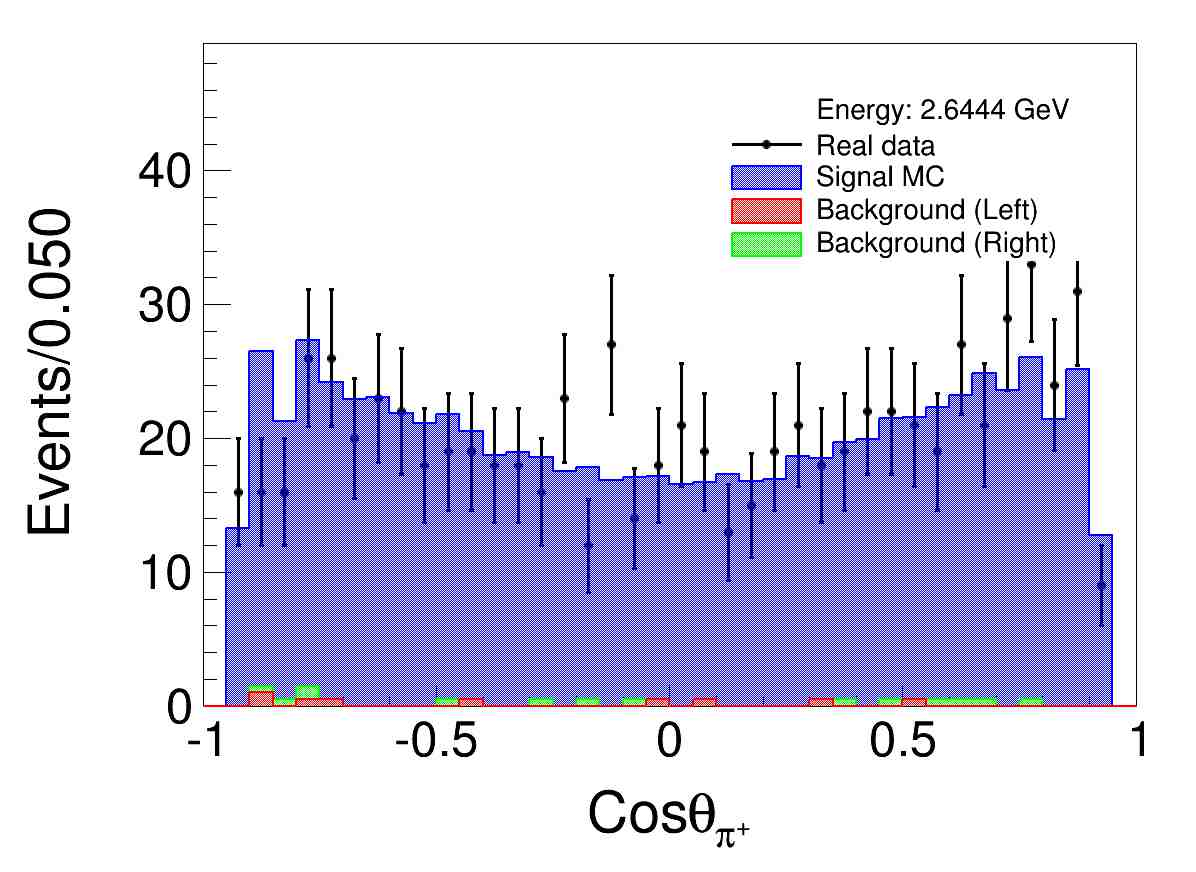 Energy: 2.6444 GeV
Real data
Signal MC
Background (Left)
Background (Right)
Events/0.050
40
30
20
10
0
-1
-0.5
0
0.5
1
Cosθπ+